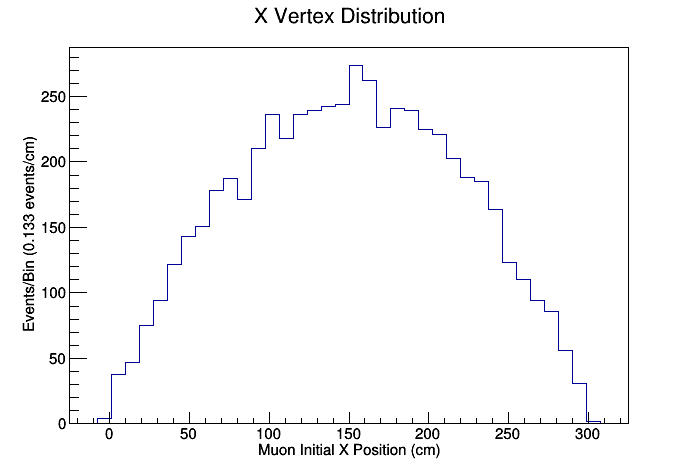 X Vertex Distribution
Events/Bin (0.133 events/cm)
250
200
150
100
50
0
0 50 100 150 200 250 300
Muon Initial X Position (cm)